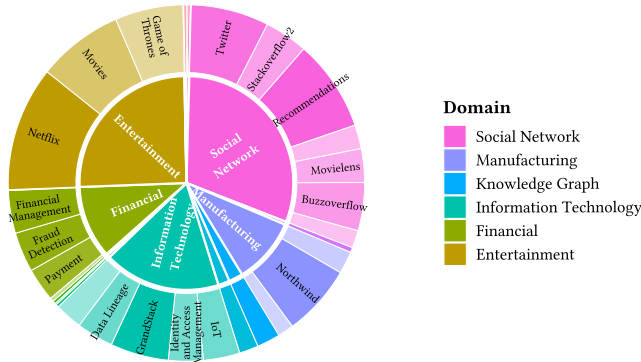 Game of
Thrones
Movies
Netflix
Financial
Management
Fraud
Detection
Payment
Data Lineage
GrandStack
Identity
and Access
Management
IoT
Northwind
Buzzoverflow
Movielens
Recommendations
Stackoverflow2
Twitter
Entertainment
Social
Network
Financial
Information
Technology
Manufacturing
Domain
Social Network
Manufacturing
Knowledge Graph
Information Technology
Financial
Entertainment